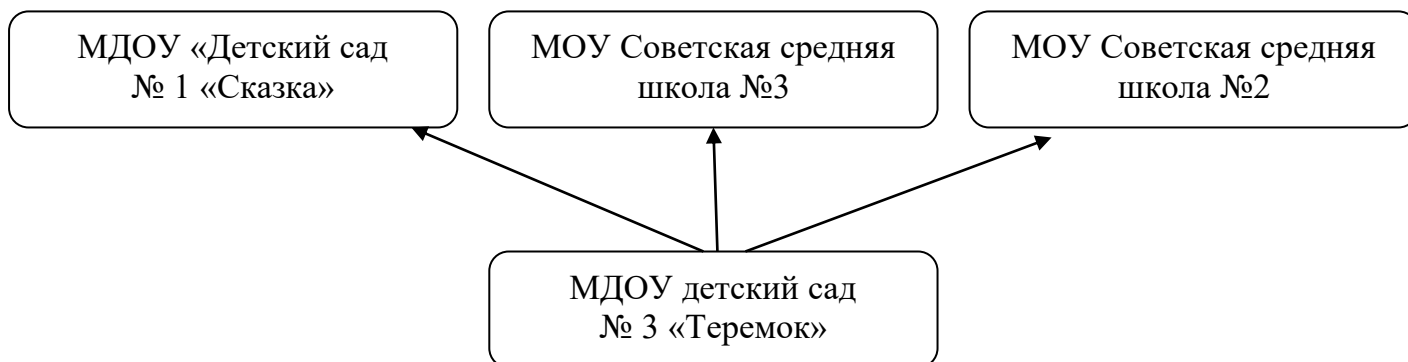 МДОУ «Детский сад
№ 1 «Сказка»
МОУ Советская средняя
школа №3
МОУ Советская средняя
школа №2
МДОУ детский сад
№ 3 «Теремок»